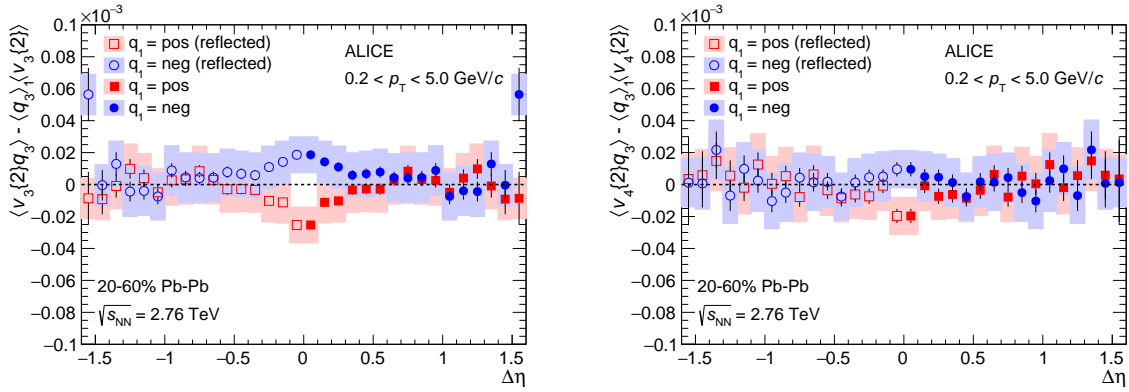 ×10⁻³
0.1
0.08
0.06
0.04
0.02
0
−0.02
−0.04
−0.06
−0.08
−0.1
⟨v₃{2}q₃⟩ - ⟨q₃⟩₁⟨v₃{2}⟩
q₁ = pos (reflected)
q₁ = neg (reflected)
q₁ = pos
q₁ = neg
ALICE
0.2 < p_T < 5.0 GeV/c
20-60% Pb-Pb
√s_NN = 2.76 TeV
−1.5 −1 −0.5 0 0.5 1 1.5
Δη
×10⁻³
0.1
0.08
0.06
0.04
0.02
0
−0.02
−0.04
−0.06
−0.08
−0.1
⟨v₄{2}q₃⟩ - ⟨q₃⟩₁⟨v₄{2}⟩
q₁ = pos (reflected)
q₁ = neg (reflected)
q₁ = pos
q₁ = neg
ALICE
0.2 < p_T < 5.0 GeV/c
20-60% Pb-Pb
√s_NN = 2.76 TeV
−1.5 −1 −0.5 0 0.5 1 1.5
Δη